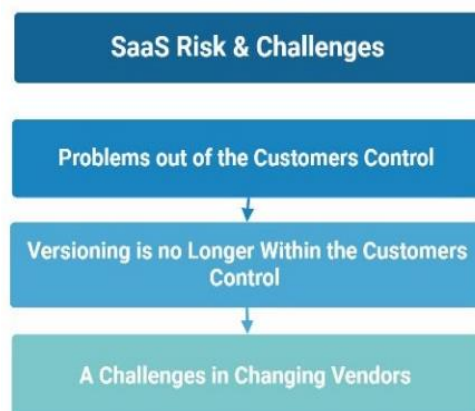 SaaS Risk & Challenges
Problems out of the Customers Control
Versioning is no Longer Within the Customers
Control
A Challenges in Changing Vendors